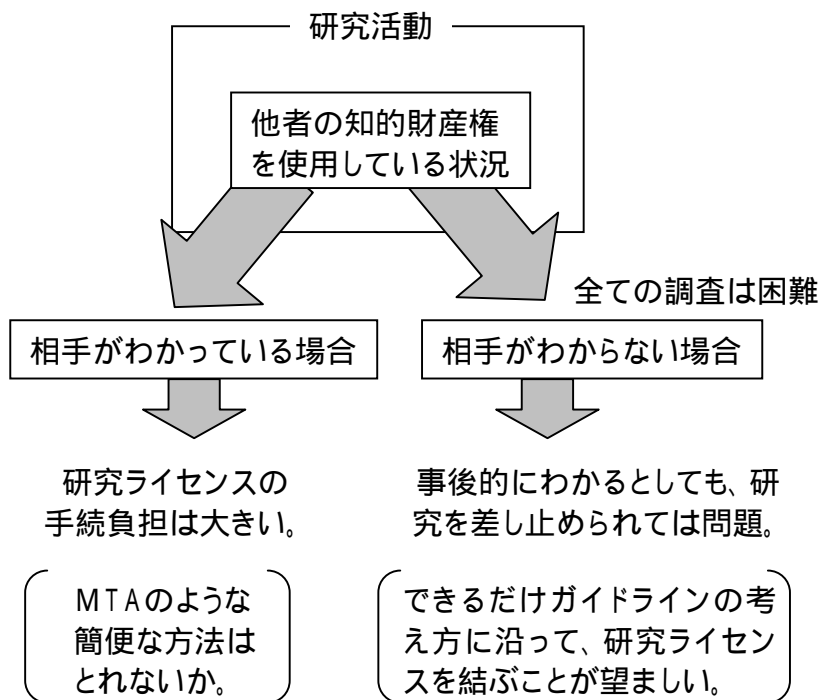 研究活動
他者の知的財産権
を使用している状況
全ての調査は困難
相手がわかっている場合
相手がわからない場合
研究ライセンスの
手続負担は大きい。
事後的にわかるとしても、研
究を差し止められては問題。
MTAのような
簡便な方法は
とれないか。
できるだけガイドラインの考
え方に沿って、研究ライセン
スを結ぶことが望ましい。